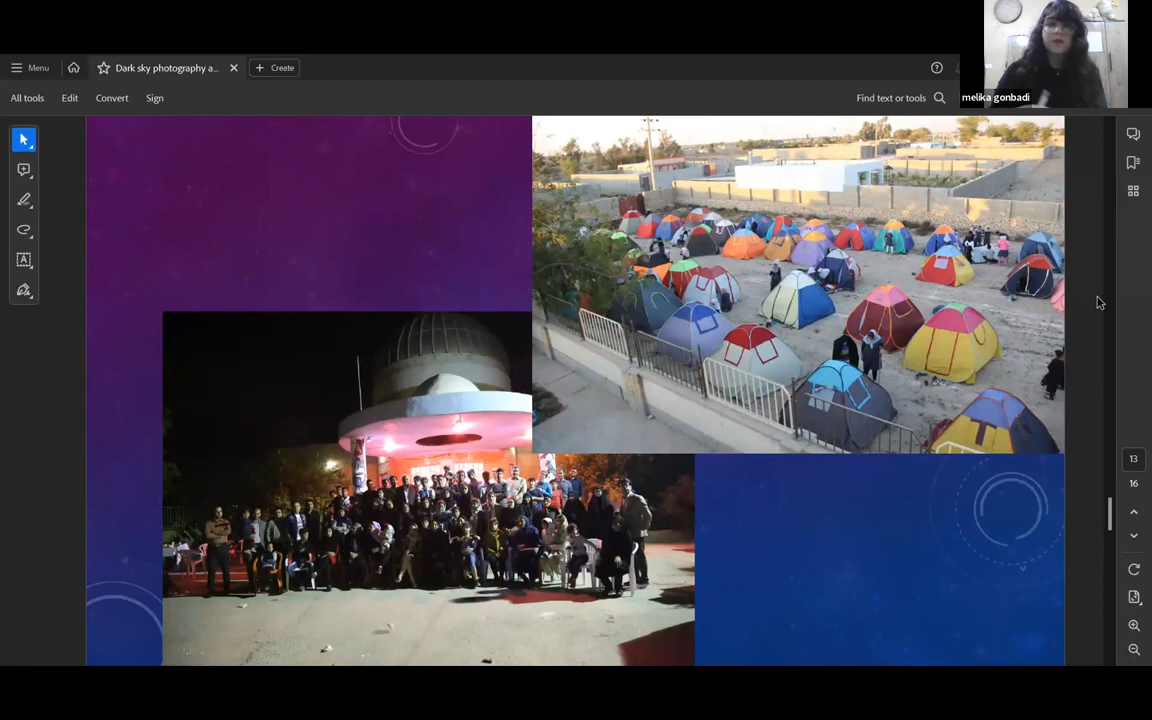 Menu
Dark sky photography a...
Create
All tools
Edit
Convert
Sign
Find text or tools
melika gonbadi
13
16